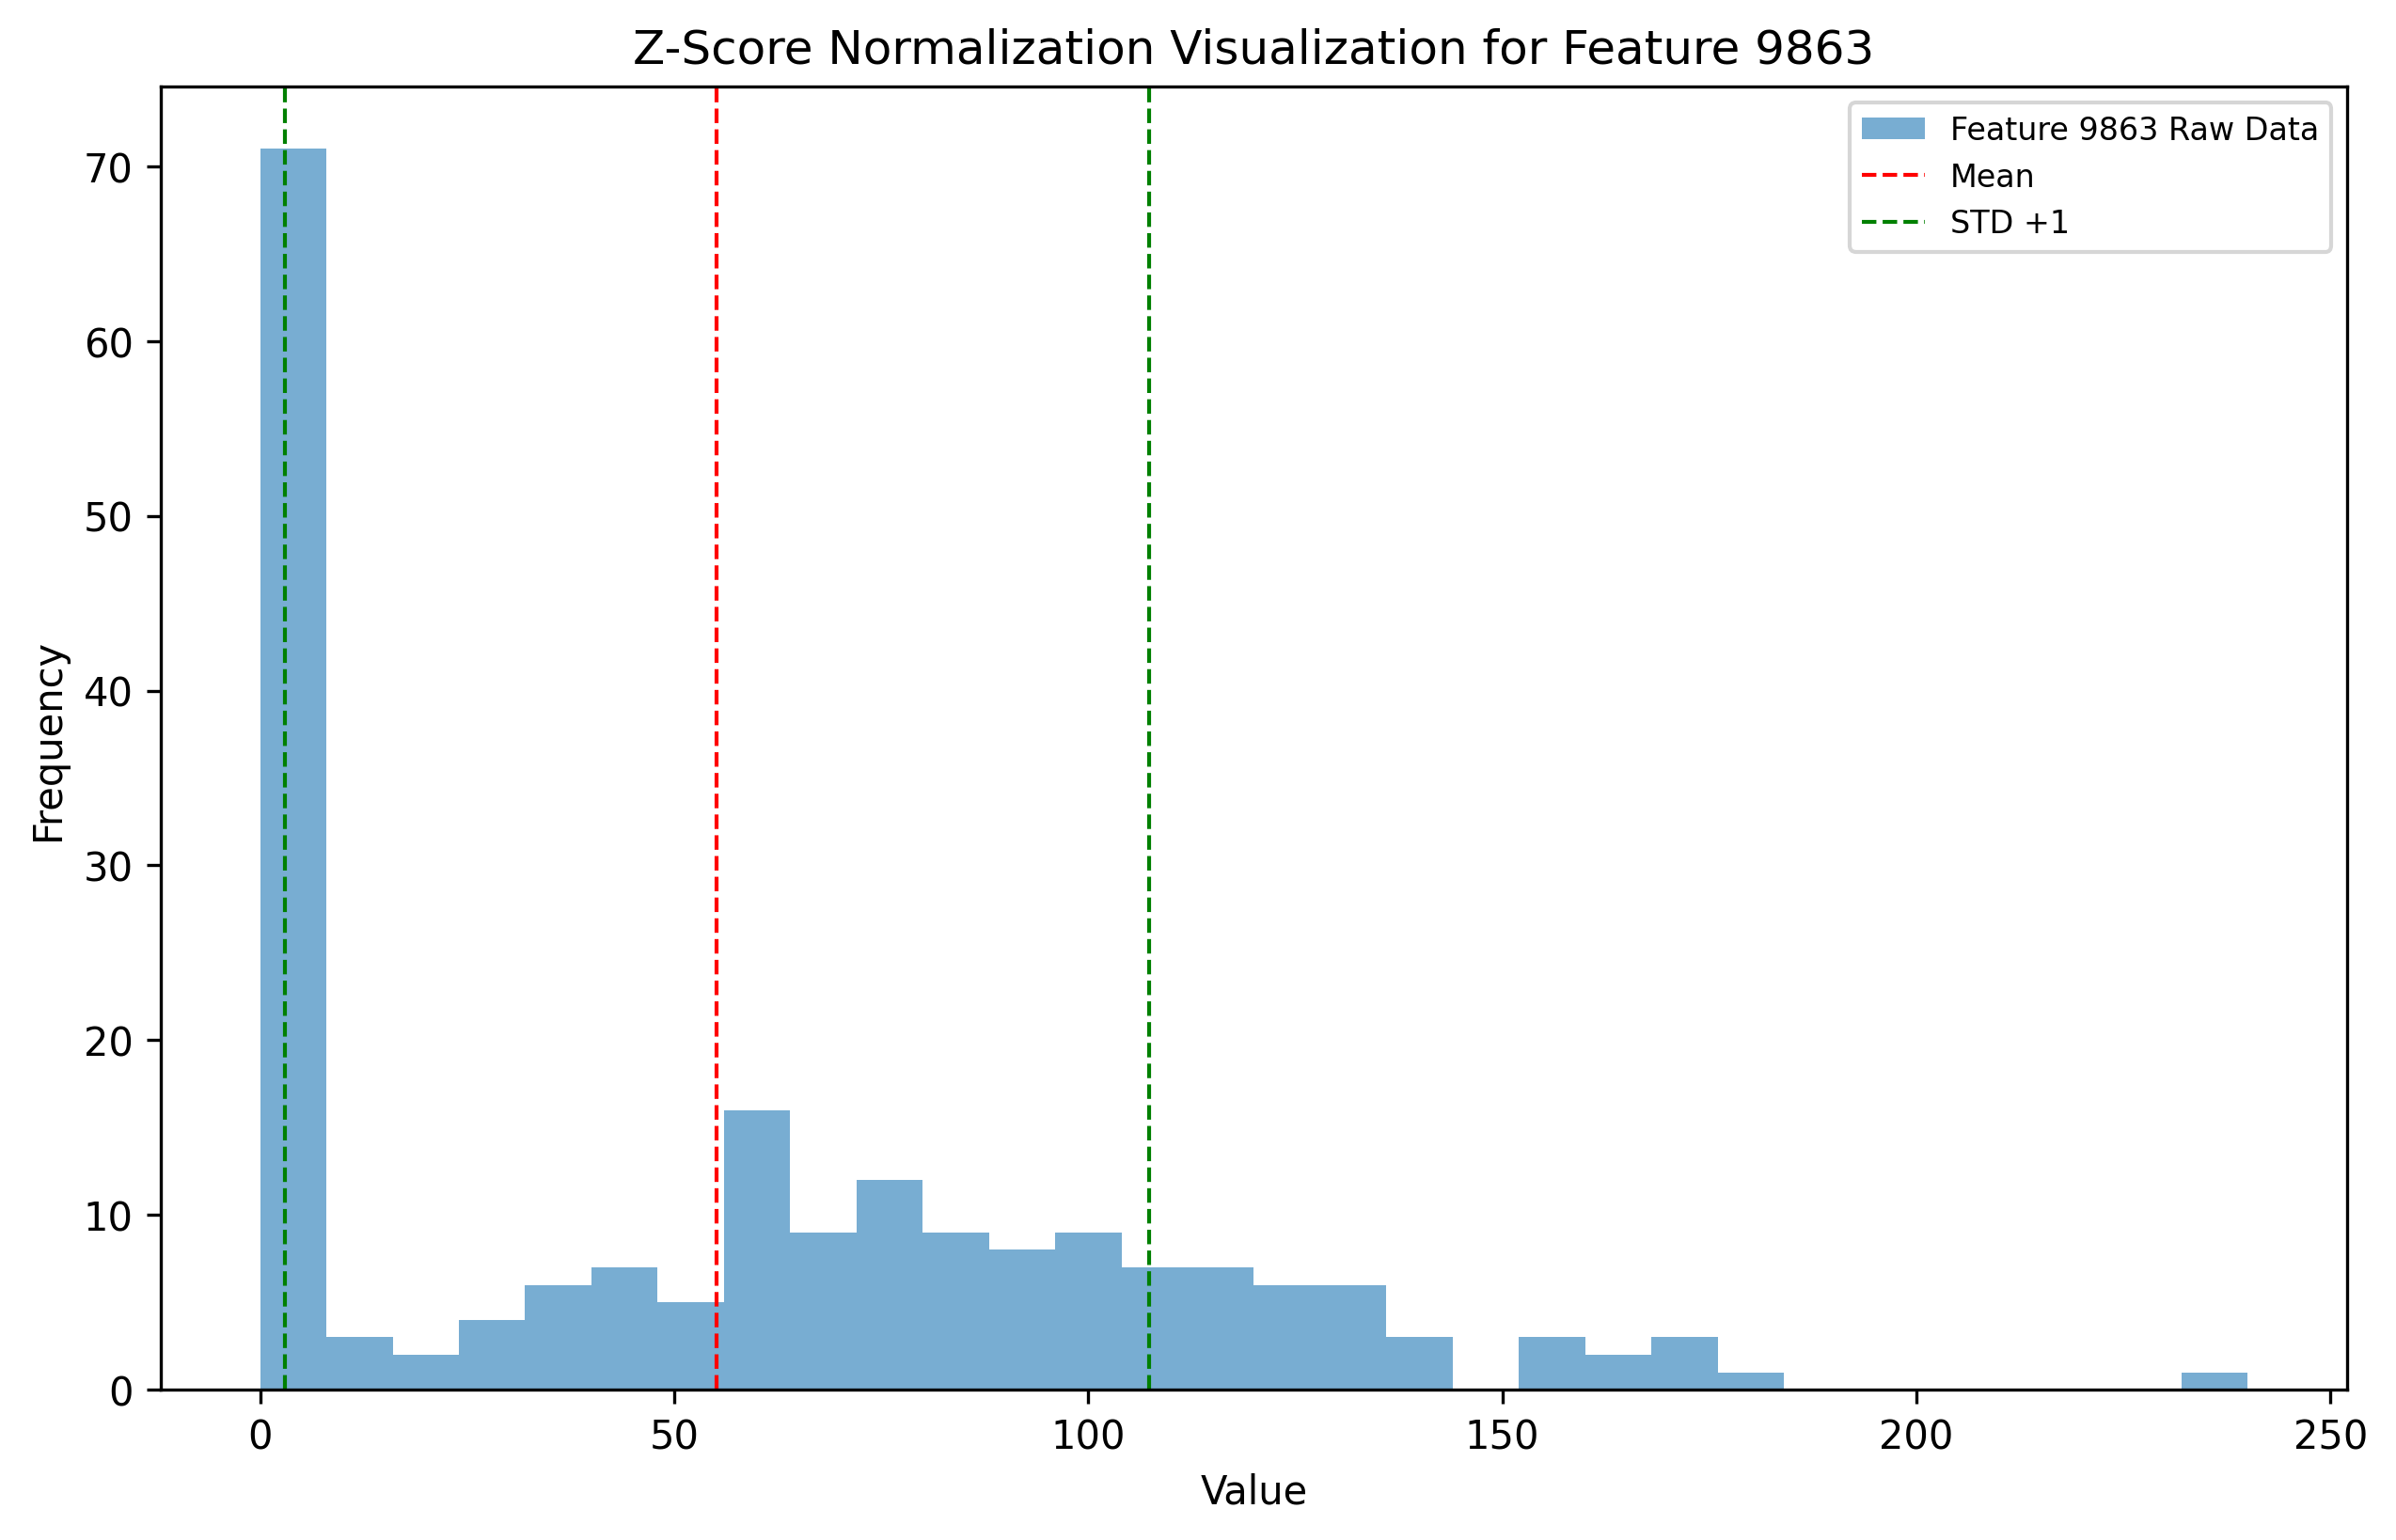 Z-Score Normalization Visualization for Feature 9863
Feature 9863 Raw Data
Mean
STD +1
70
60
50
40
30
20
10
0
Frequency
0 50 100 150 200 250
Value